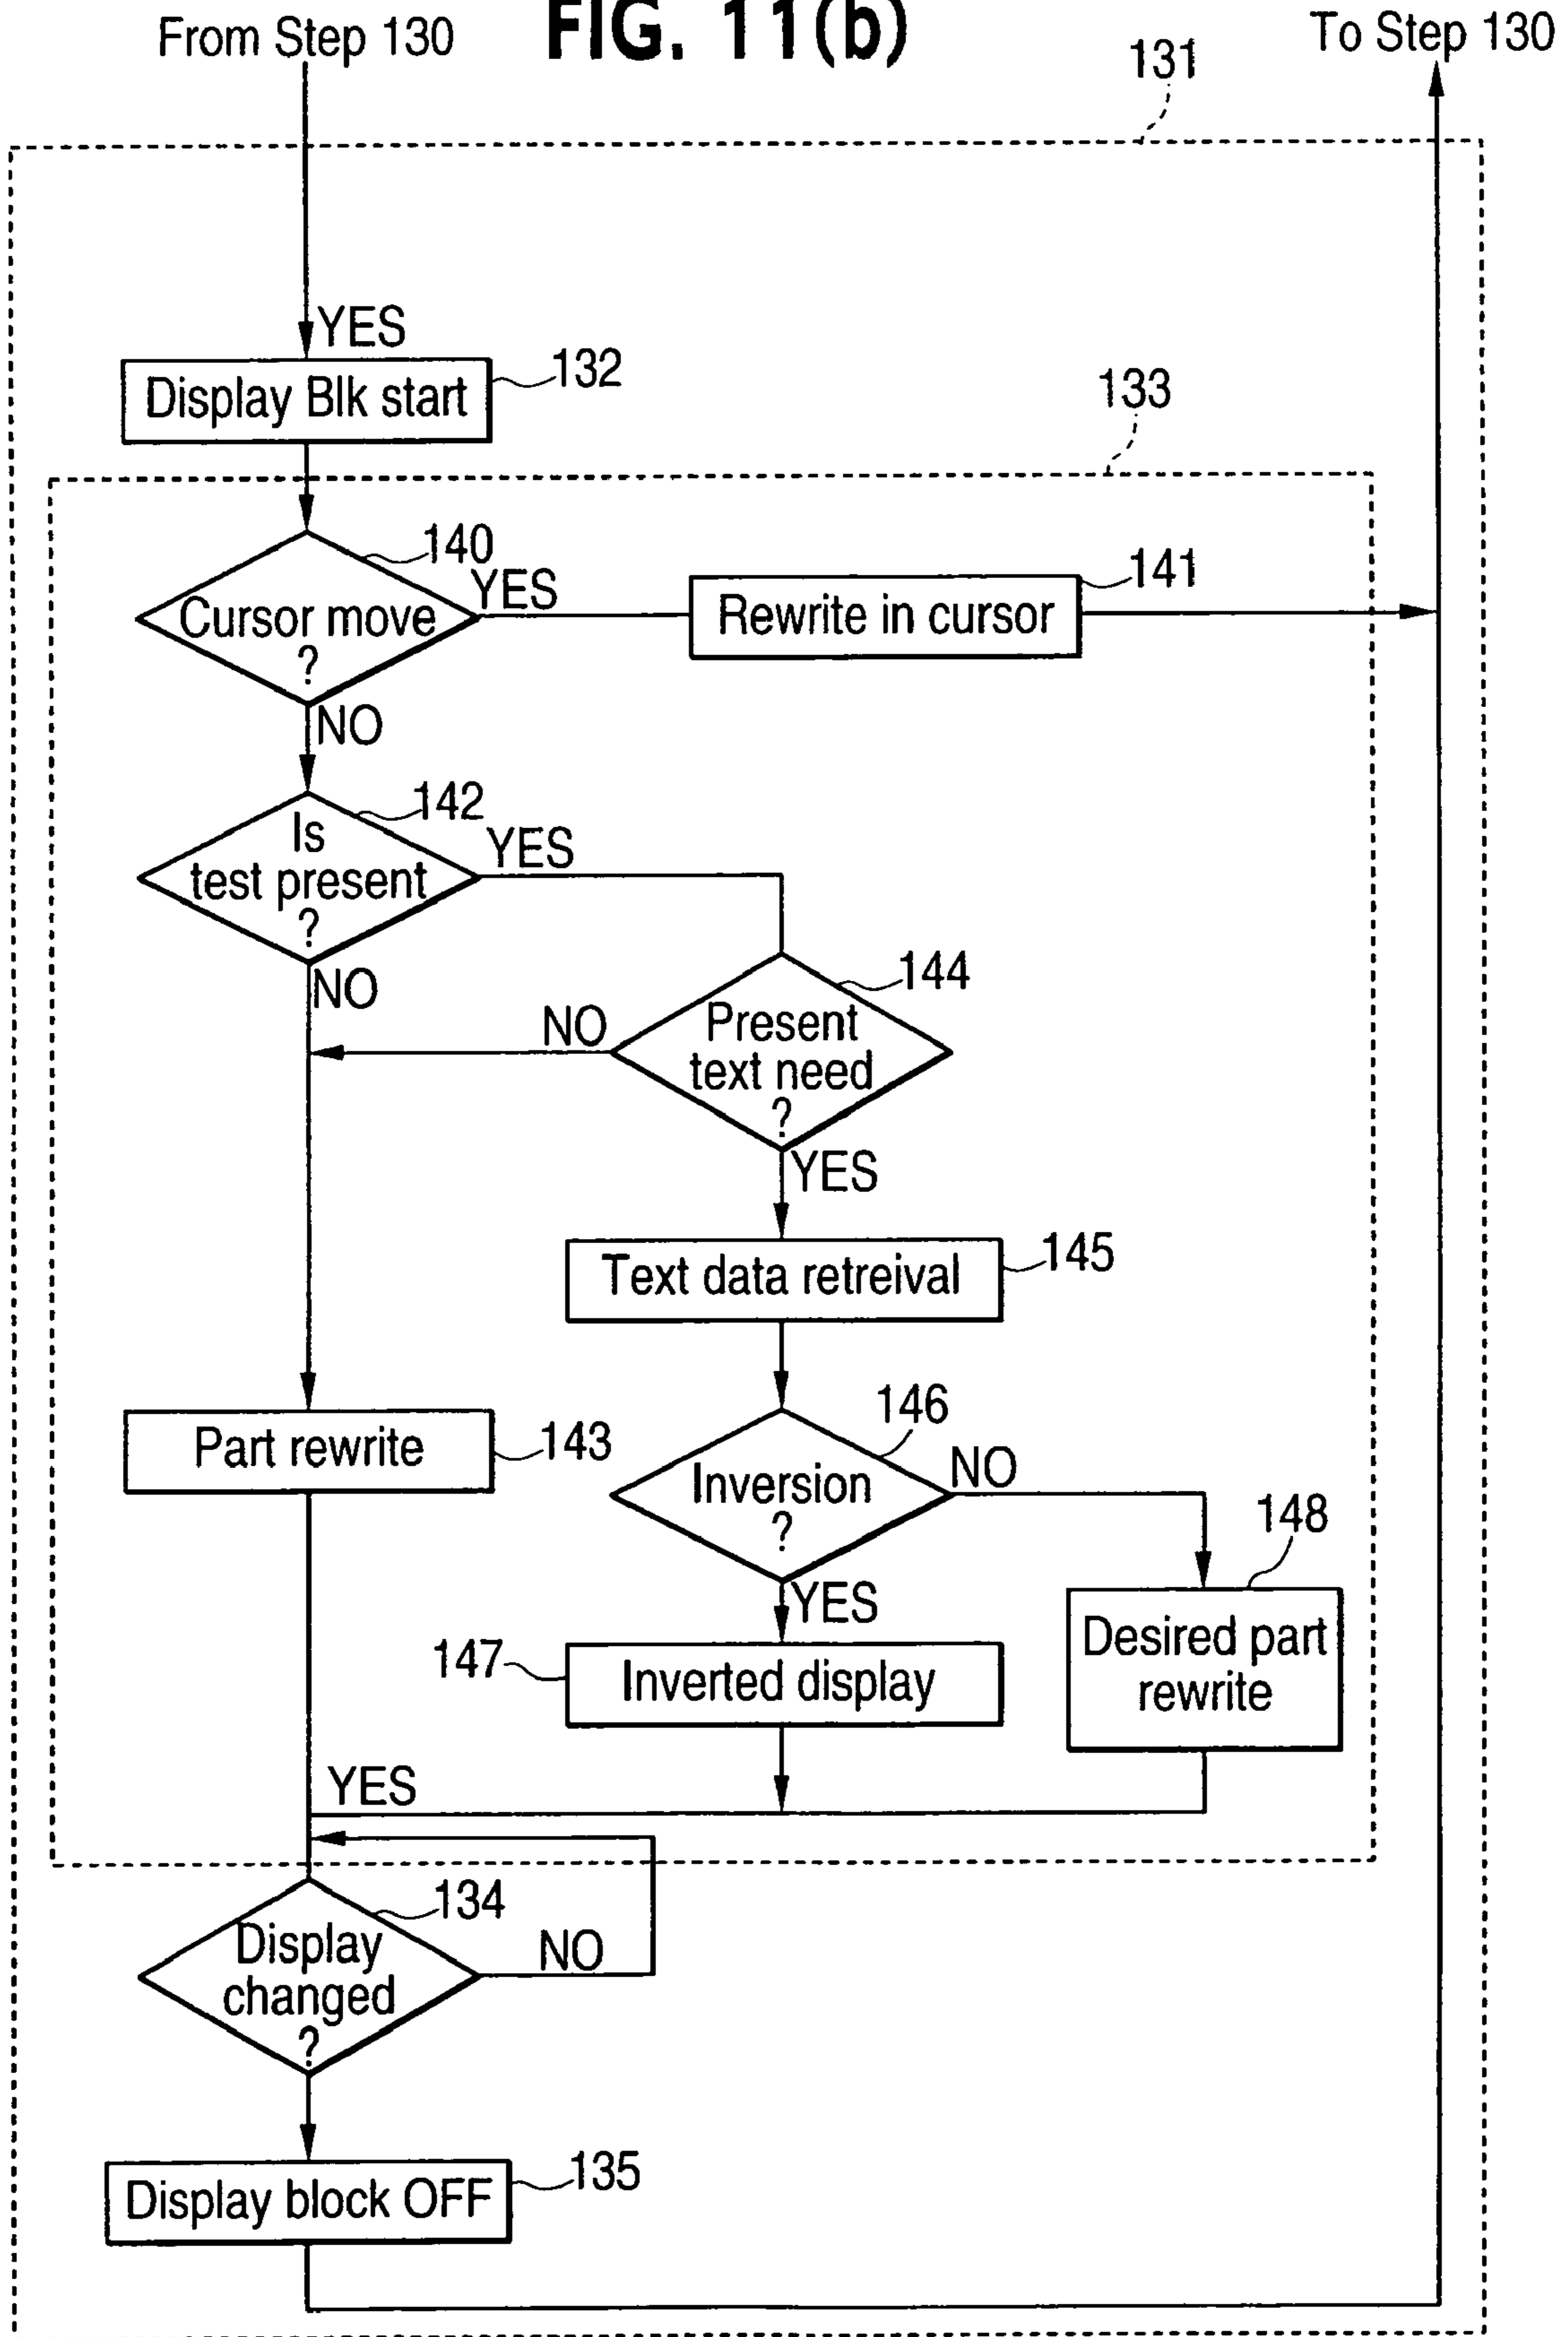 FIG. 11(b)
From Step 130
To Step 130
131
YES
Display Blk start
132
133
140
Cursor move
?
YES
Rewrite in cursor
141
NO
142
Is
test present
?
YES
NO
144
Present
text need
?
NO
YES
Text data retreival
145
Part rewrite
143
146
Inversion
?
NO
148
YES
147
Inverted display
Desired part
rewrite
YES
134
Display
changed
?
NO
Display block OFF
135